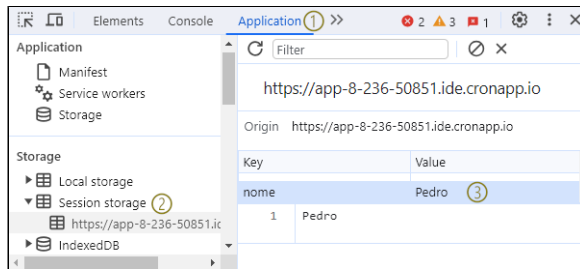 Elements Console Application 1 >> 2 3 1
Application
Manifest
Service workers
Storage
Storage
Local storage
Session storage 2
https://app-8-236-50851.ic
IndexedDB
Filter
https://app-8-236-50851.ide.cronapp.io
Origin https://app-8-236-50851.ide.cronapp.io
Key Value
nome Pedro 3
1 Pedro